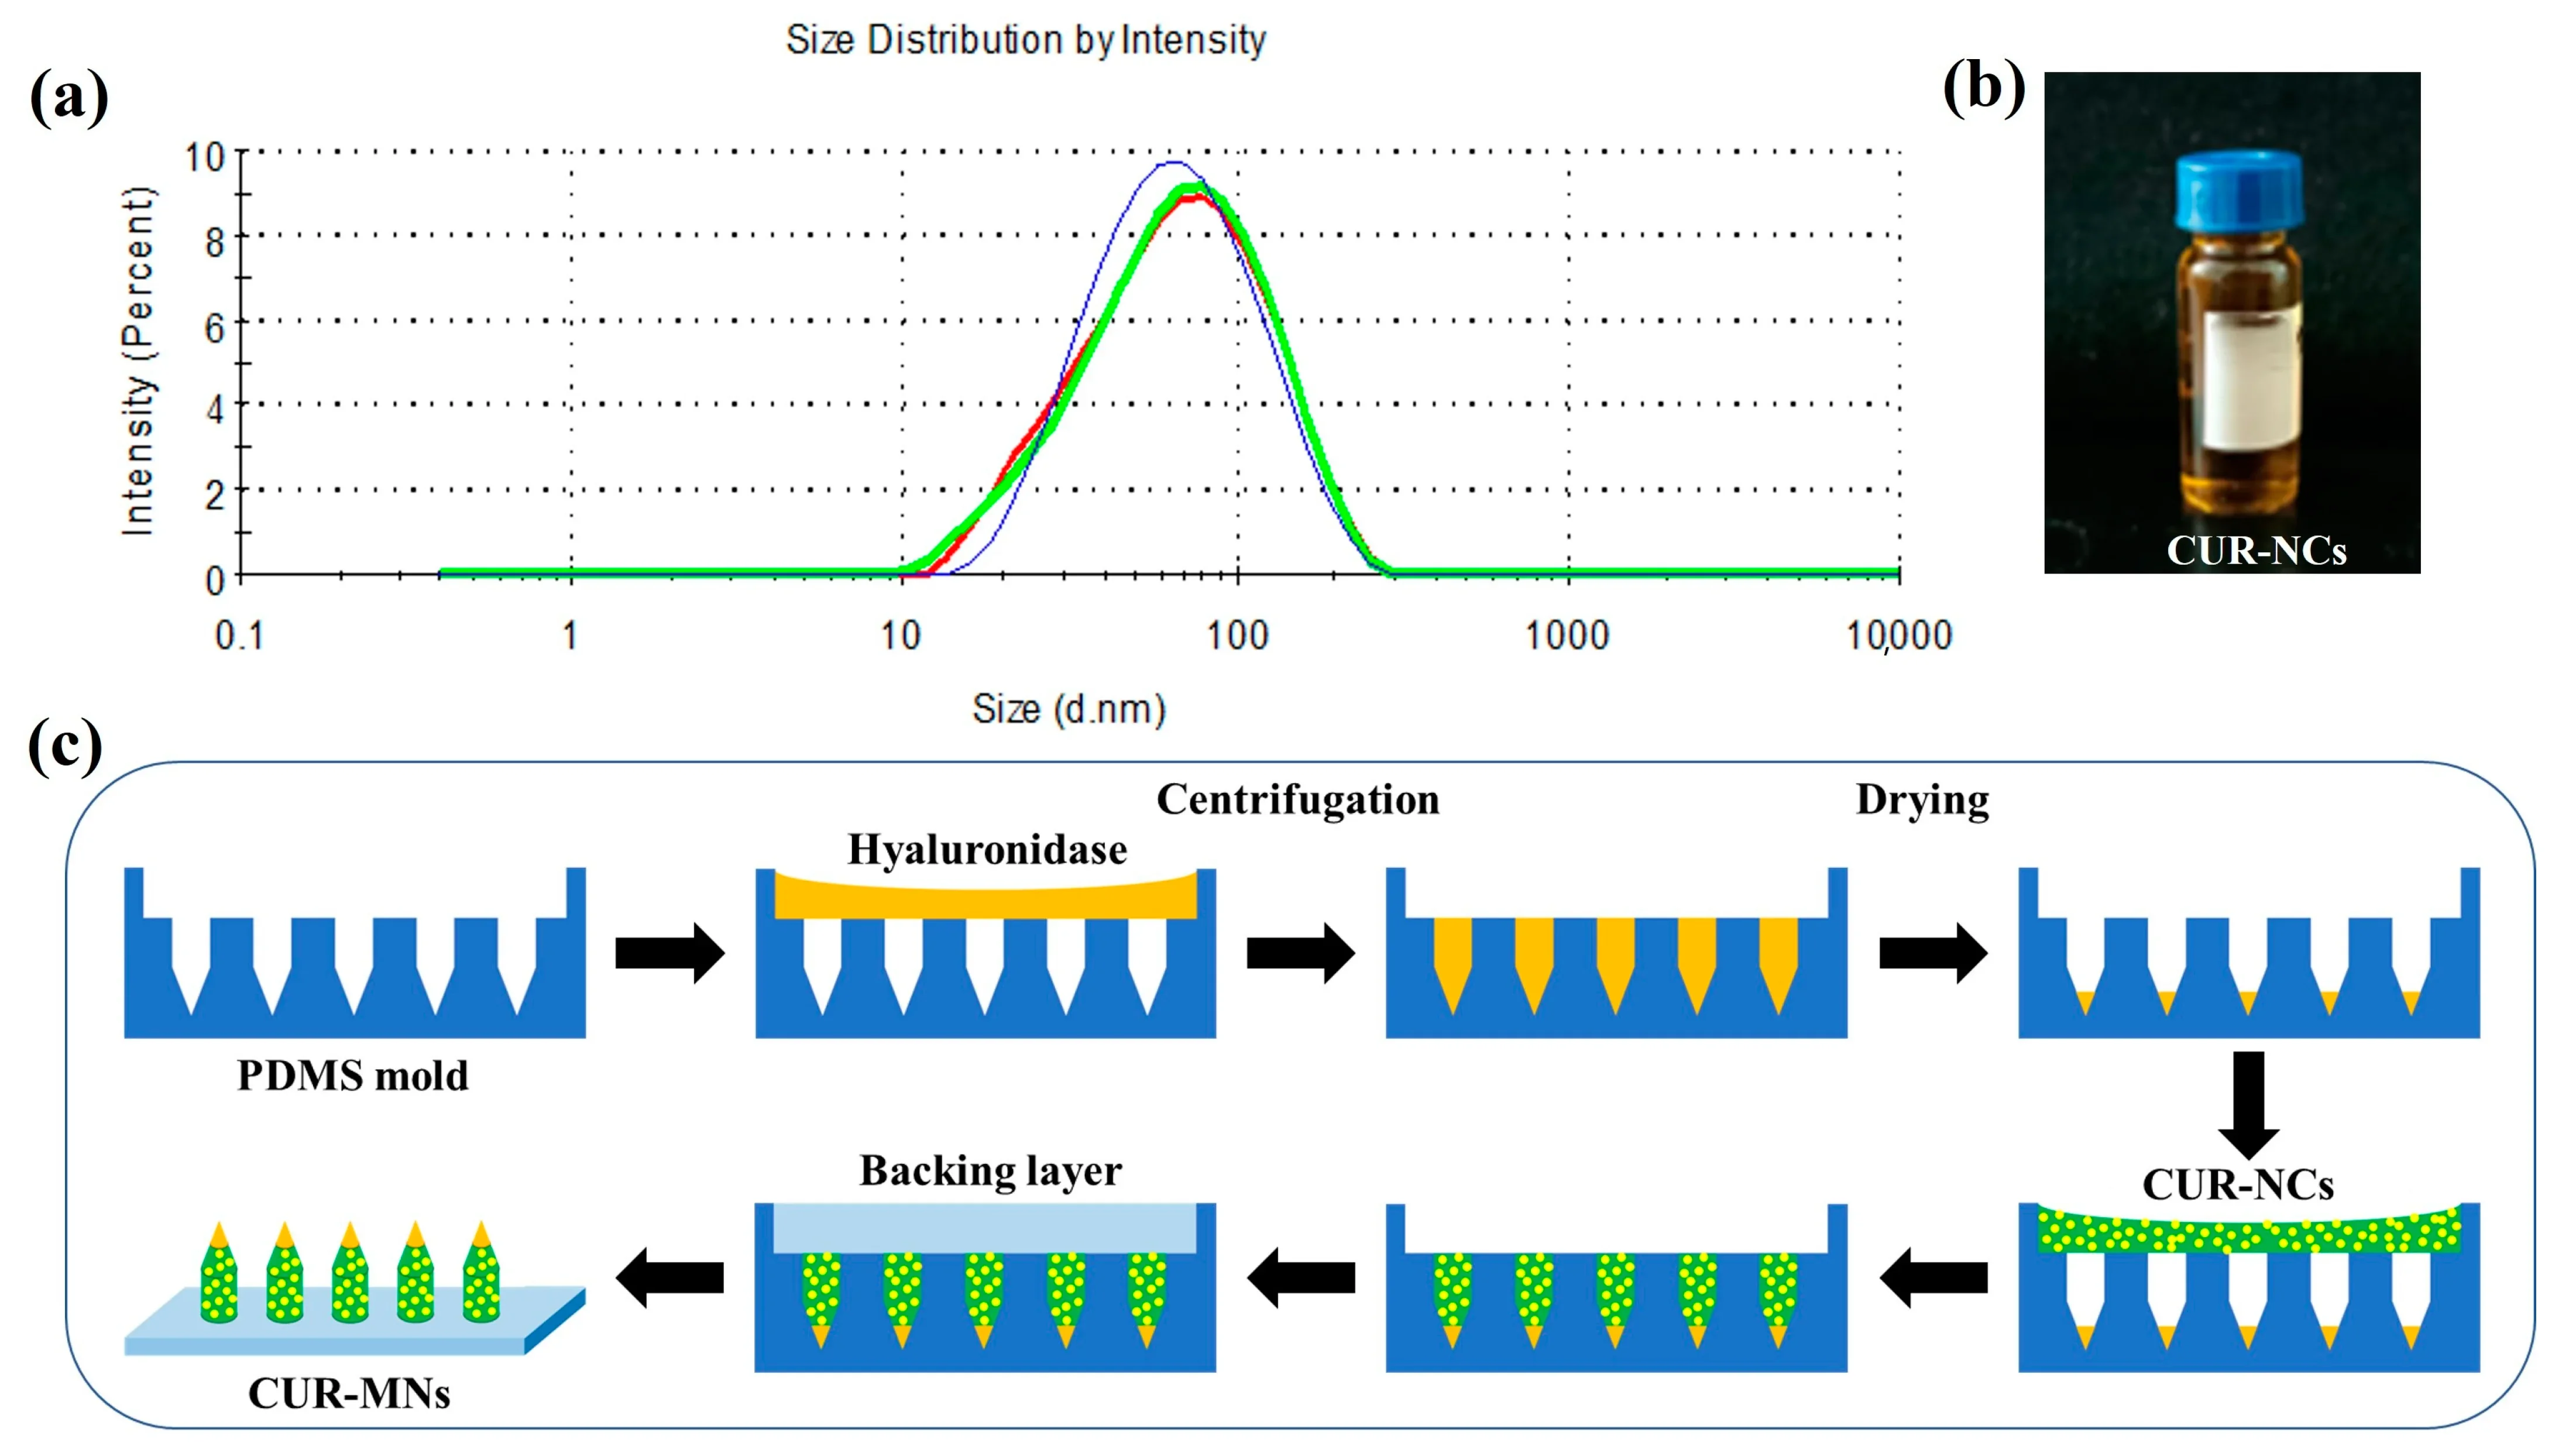 Size Distribution by Intensity
(a)
(b)
Intensity (Percent)
10
8
6
4
2
0
0.1 1 10 100 1000 10,000
Size (d.nm)
CUR-NCs
(c)
Centrifugation
Drying
Hyaluronidase
PDMS mold
Backing layer
CUR-NCs
CUR-MNs